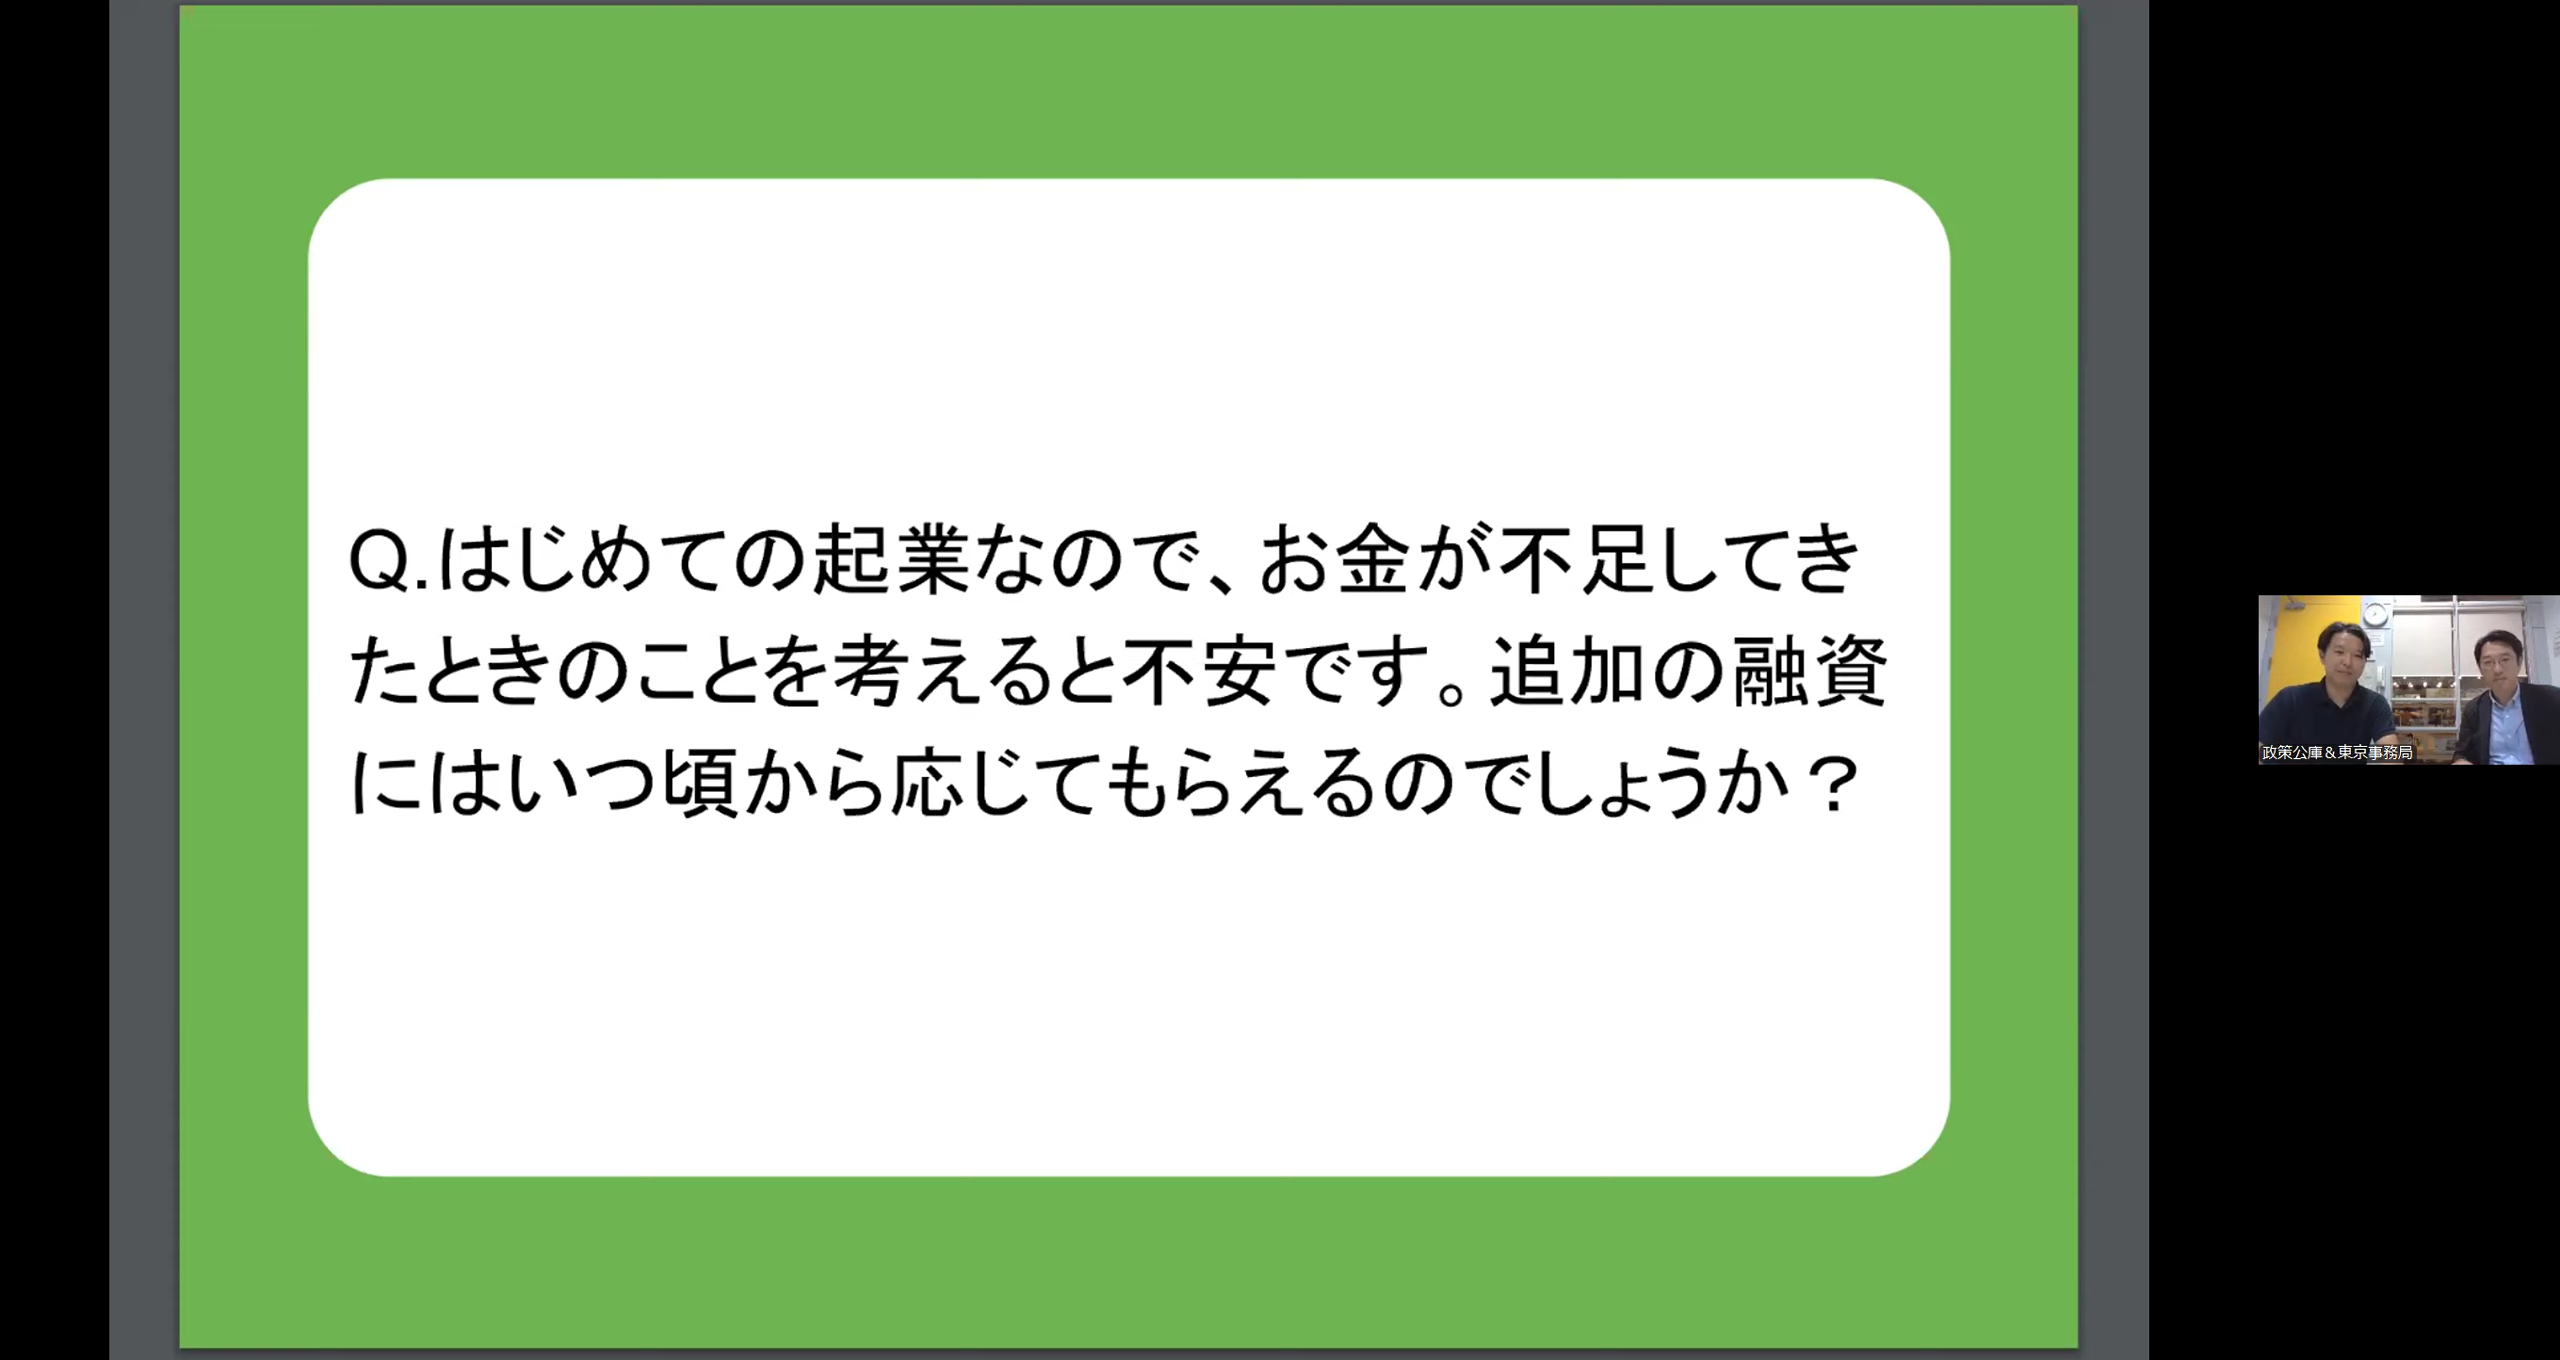 Q.はじめての起業なので、お金が不足してき
たときのことを考えると不安です。追加の融資
にはいつ頃から応じてもらえるのでしょうか？
政策公庫＆東京事務局